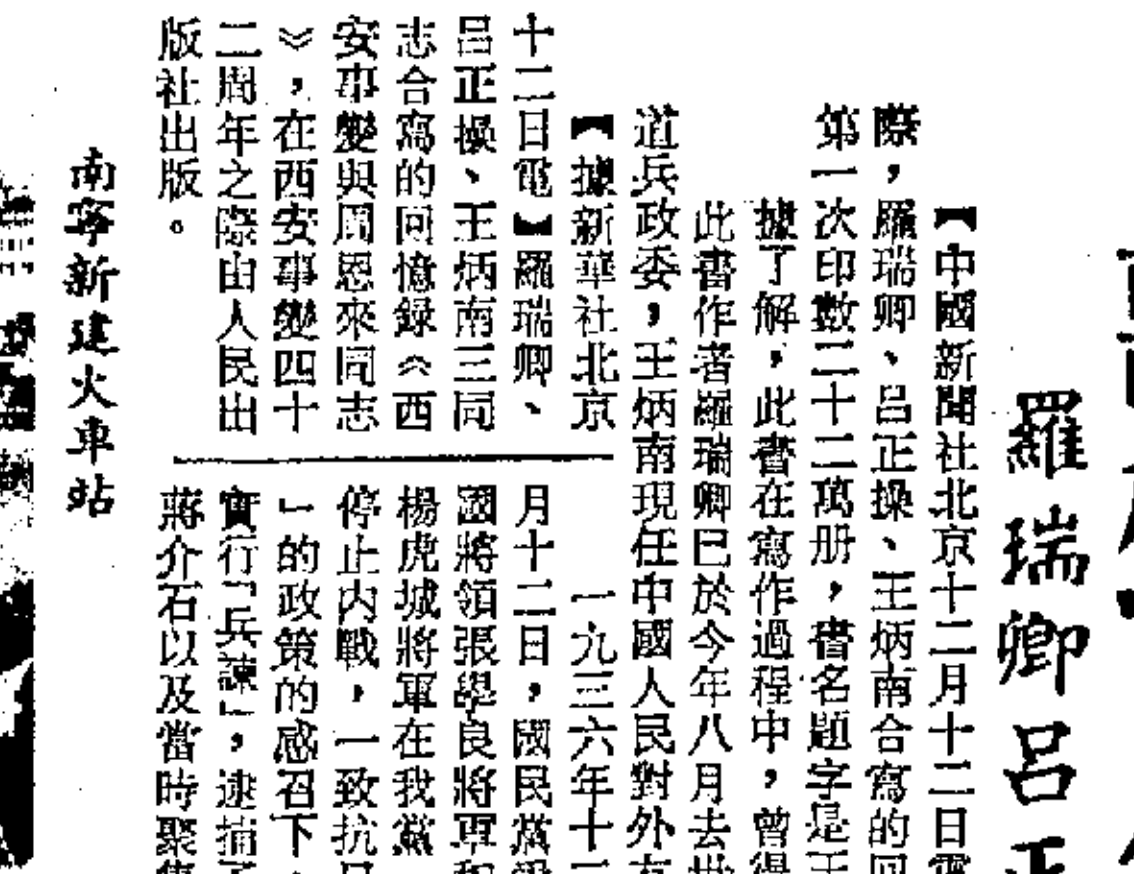 羅瑞卿呂正
【中國新聞社北京十二月十二日電
際，羅瑞卿、呂正操、王炳南合寫的回
第一次印數二十二萬册，書名題字是王
據了解，此書在寫作過程中，曾得
此書作者羅瑞卿已於今年八月去世
道兵政委，王炳南現任中國人民對外友
【據新華社北京
十二日電】羅瑞卿、
呂正操、王炳南三同
志合寫的回憶録《西
安事變與周恩來同志
》，在西安事變四十
二周年之際由人民出
版社出版。
一九三六年十二
月十二日，國民黨愛
國將領張學良將軍和
楊虎城將軍在我黨
停止内戰，一致抗日
」的政策的感召下，
實行「兵諫」，逮捕了
蔣介石以及當時聚集
南寧新建火車站